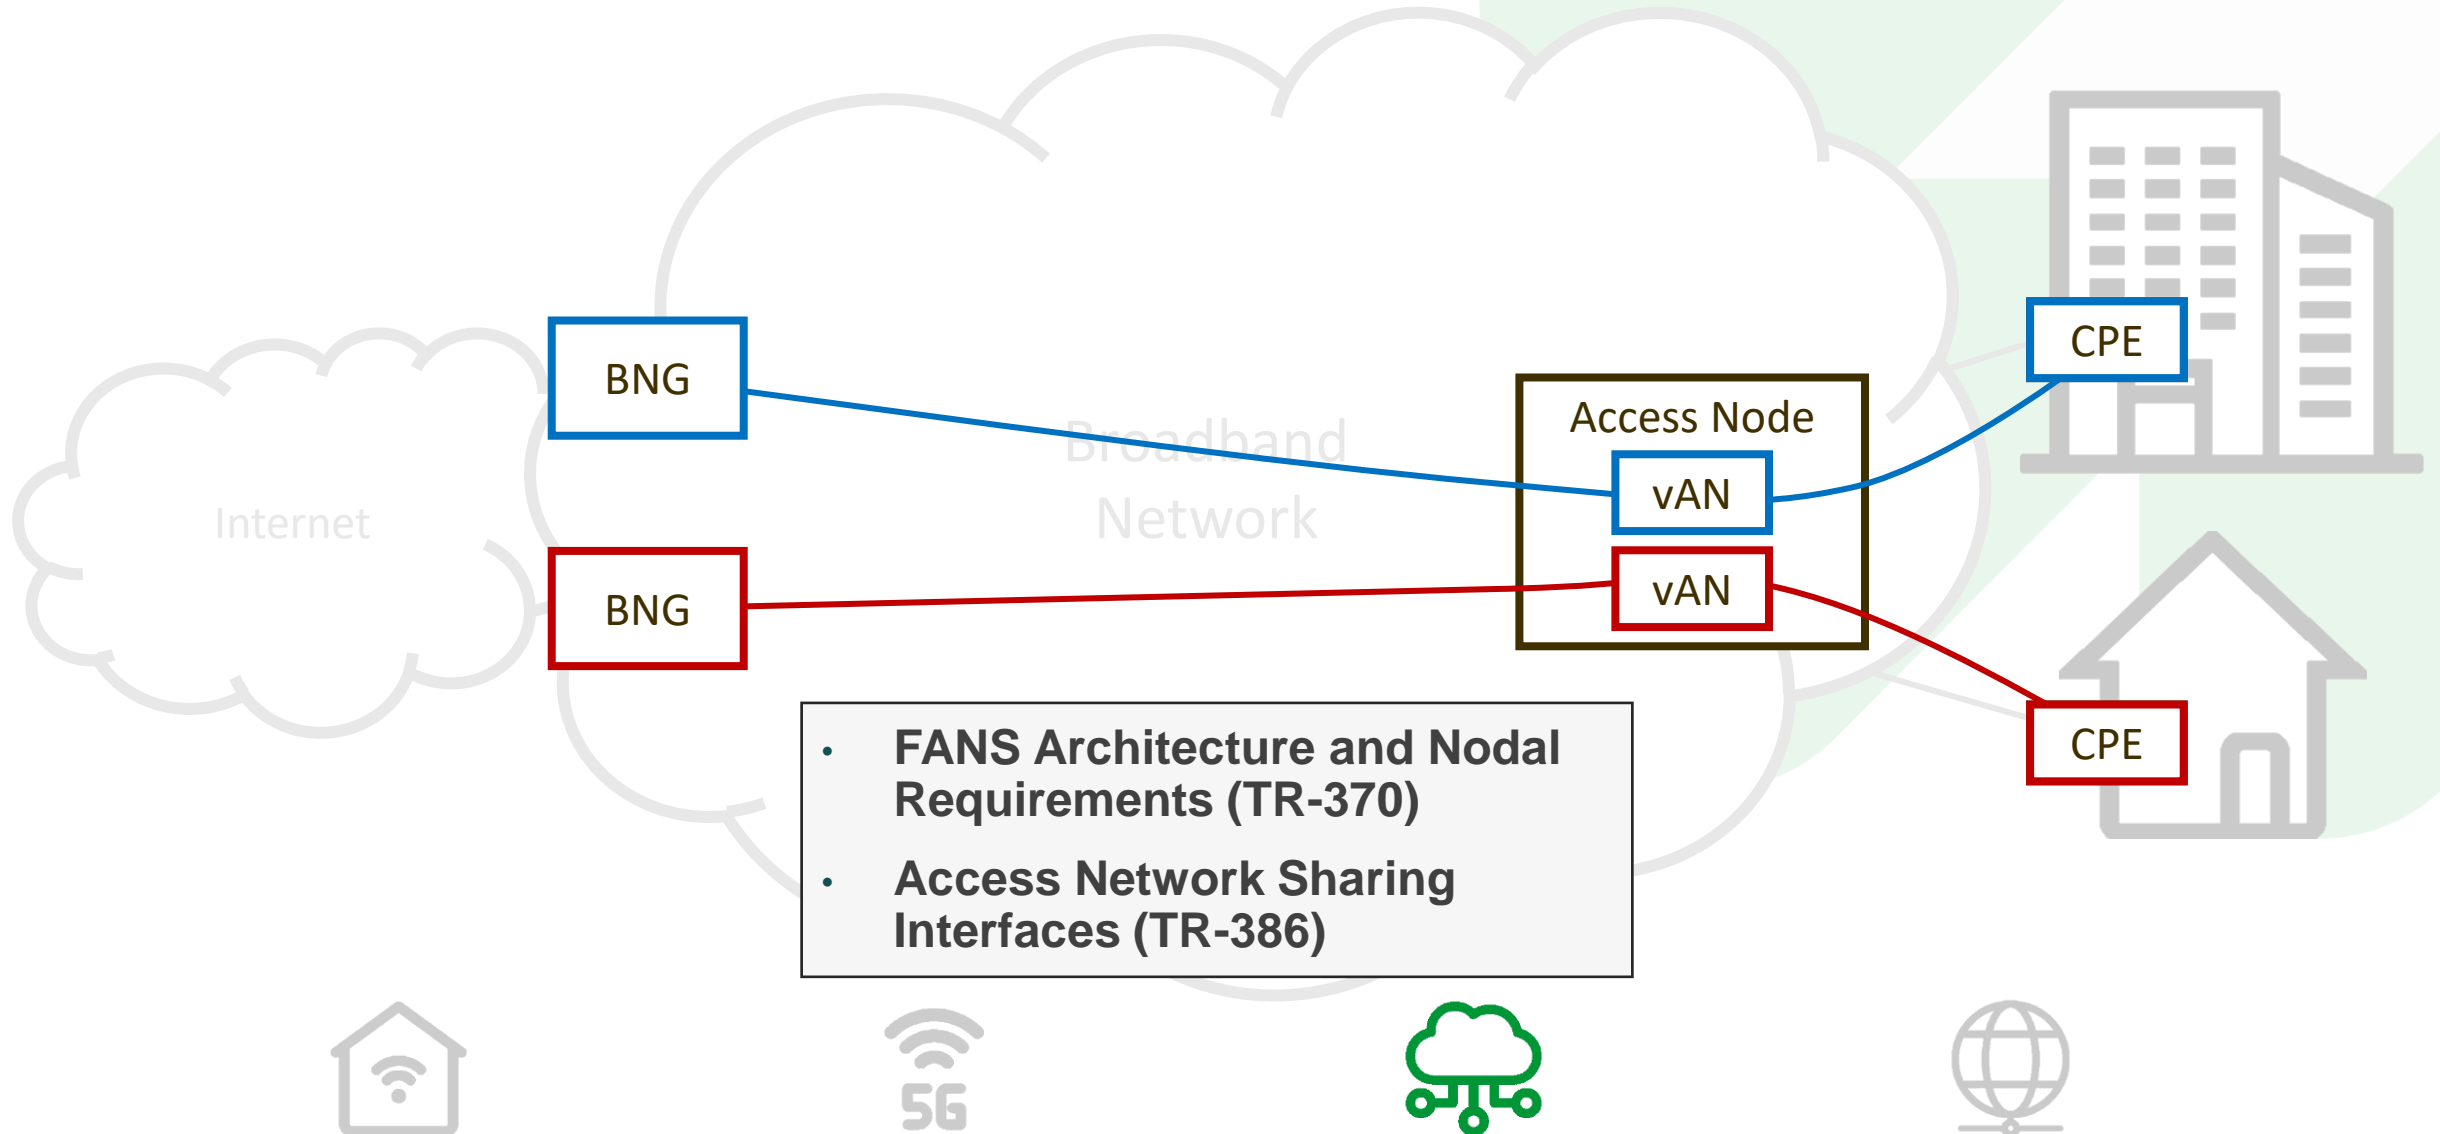 CPE
BNG
Access Node
Broadband
vAN
Internet
Network
vAN
BNG
CPE
• FANS Architecture and Nodal
Requirements (TR-370)
• Access Network Sharing
Interfaces (TR-386)
5G